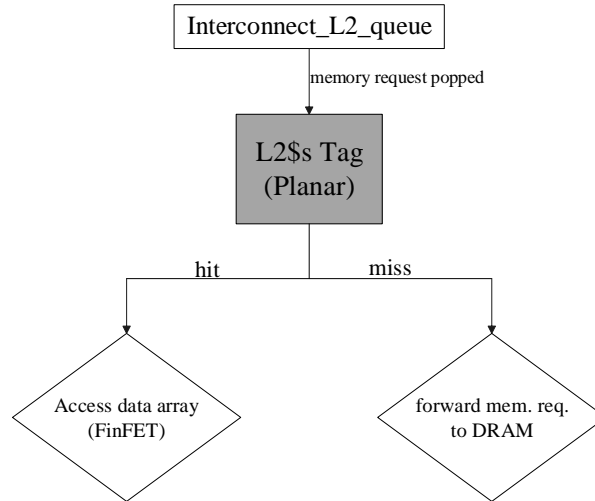 Interconnect_L2_queue
memory request popped
L2$s Tag
(Planar)
hit
miss
Access data array
(FinFET)
forward mem. req.
to DRAM